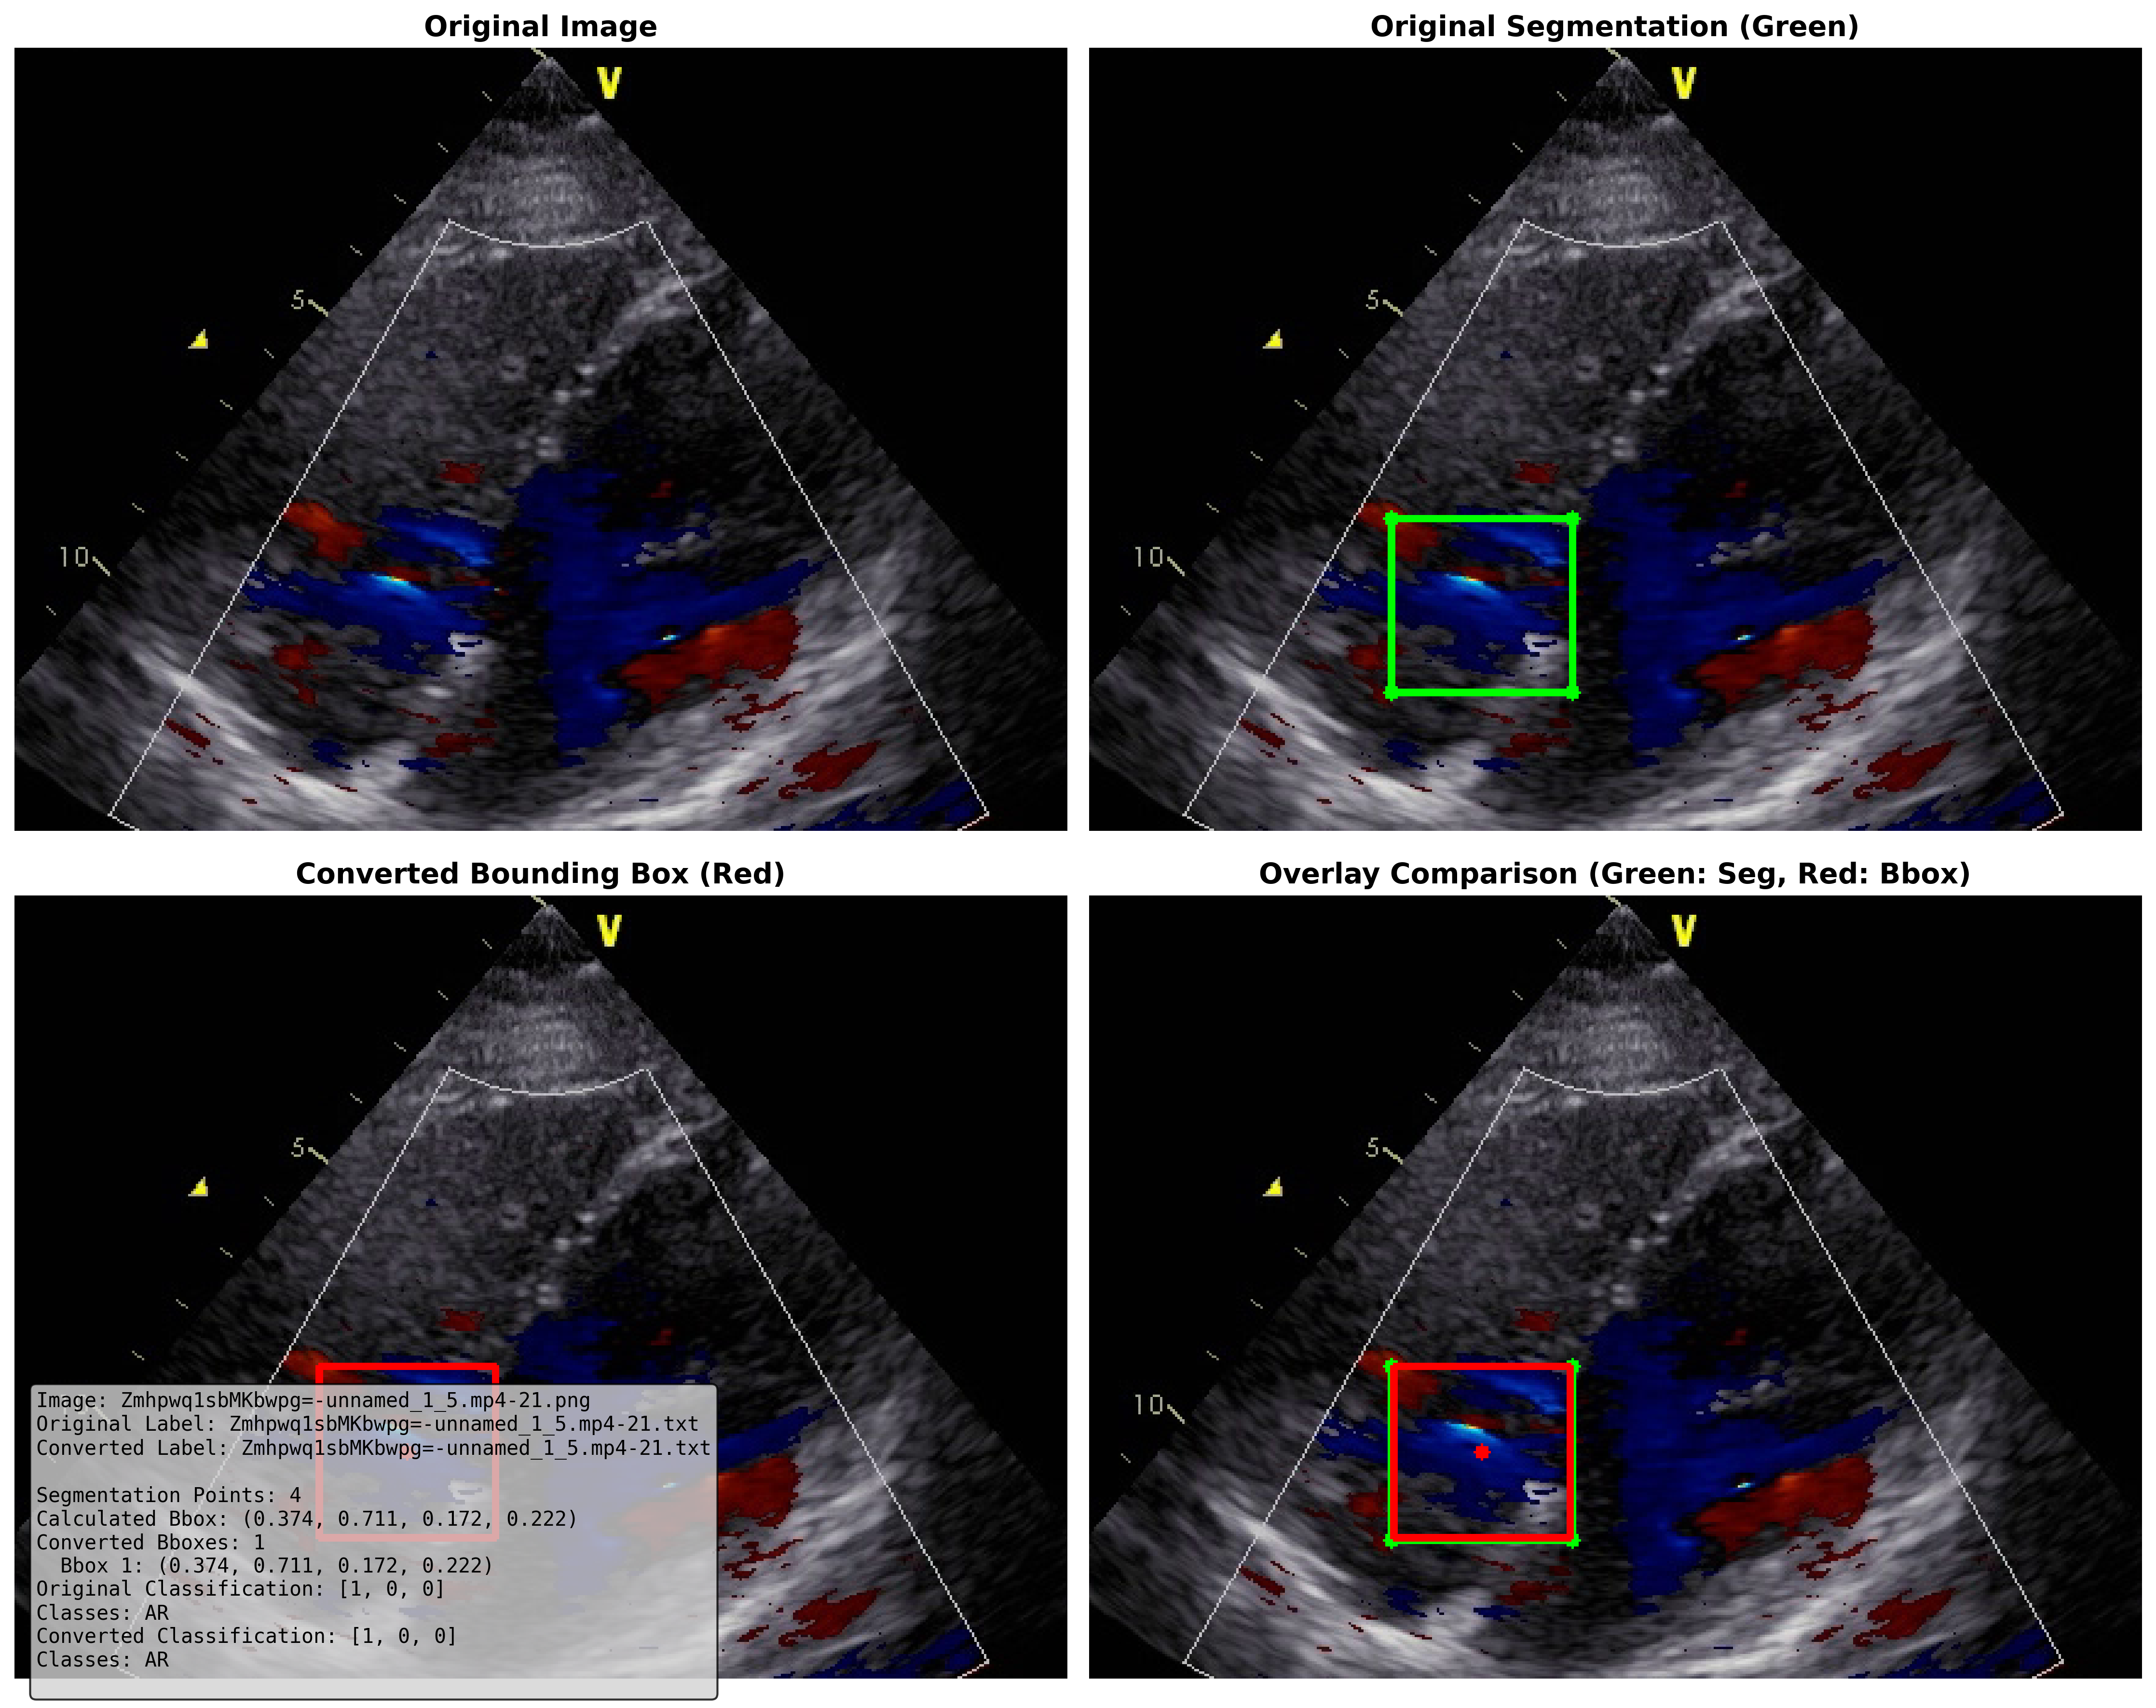 Original Image
V
5
10
Original Segmentation (Green)
V
5
10
Converted Bounding Box (Red)
V
5
Image: Zmhpwq1sbMKbwpg=-unnamed_1_5.mp4-21.png
Original Label: Zmhpwq1sbMKbwpg=-unnamed_1_5.mp4-21.txt
Converted Label: Zmhpwq1sbMKbwpg=-unnamed_1_5.mp4-21.txt
Segmentation Points: 4
Calculated Bbox: (0.374, 0.711, 0.172, 0.222)
Converted Bboxes: 1
Bbox 1: (0.374, 0.711, 0.172, 0.222)
Original Classification: [1, 0, 0]
Classes: AR
Converted Classification: [1, 0, 0]
Classes: AR
Overlay Comparison (Green: Seg, Red: Bbox)
V
5
10